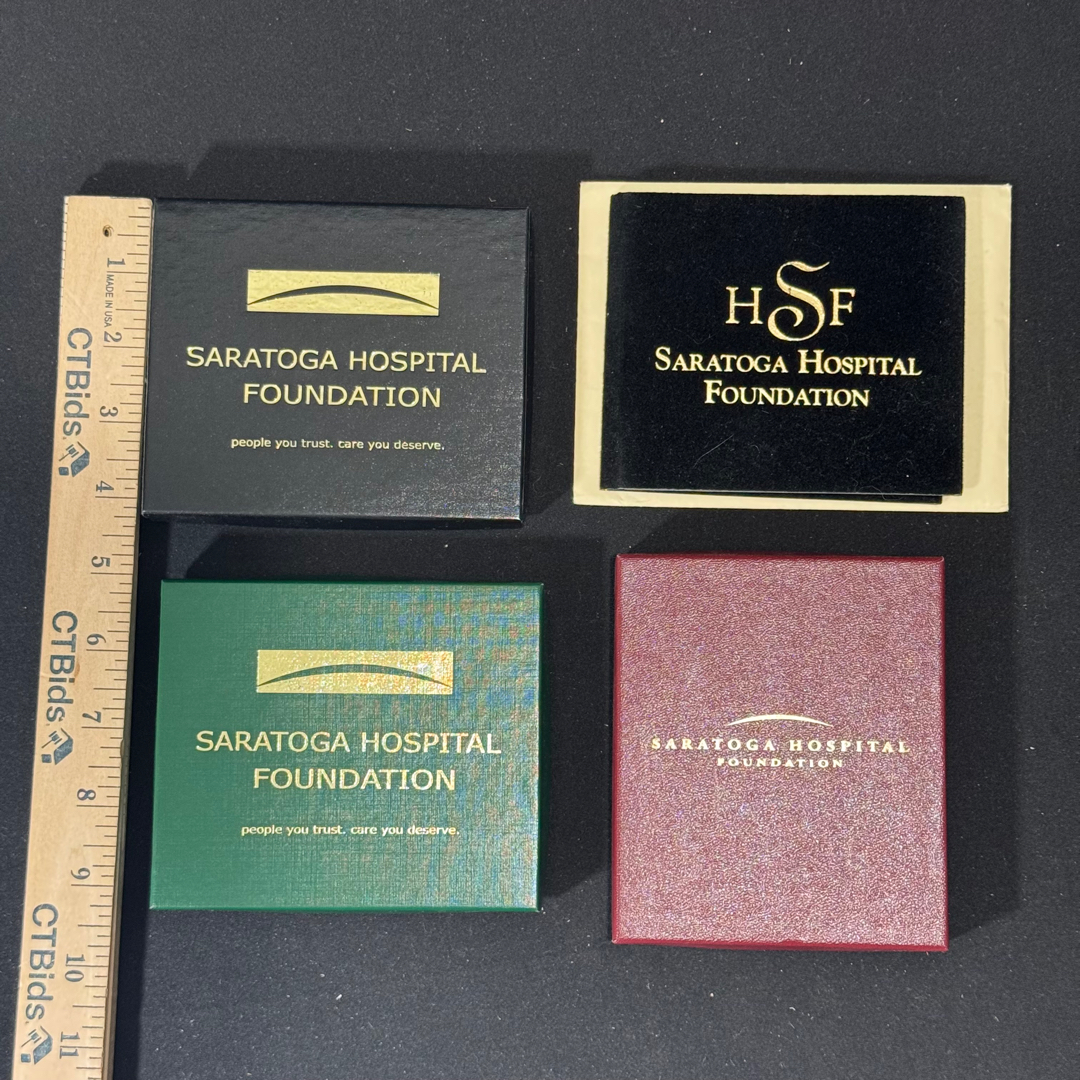 1
MADE IN USA
2
CTBids
3
4
5
CTBids
6
7
8
9
CTBids
10
11
SARATOGA HOSPITAL
FOUNDATION
people you trust. care you deserve.
HSF
SARATOGA HOSPITAL
FOUNDATION
SARATOGA HOSPITAL
FOUNDATION
people you trust. care you deserve.
SARATOGA HOSPITAL
FOUNDATION